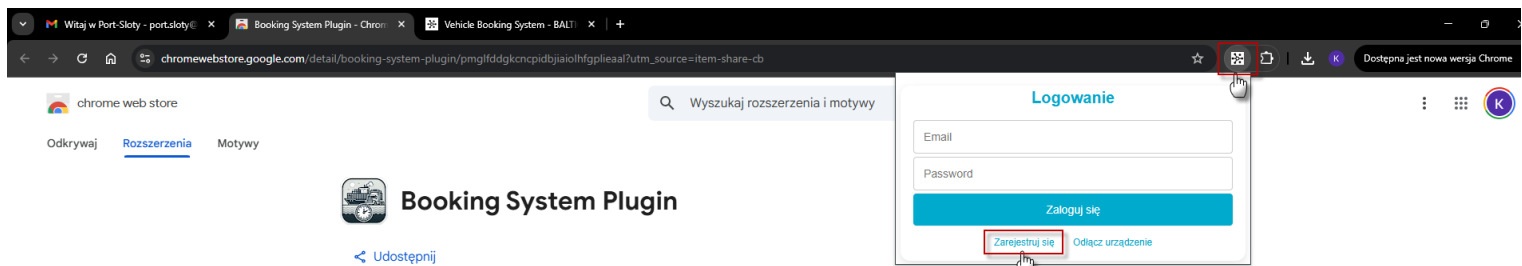 Witaj w Port-Sloty - port.sloty@
Booking System Plugin - Chrom
Vehicle Booking System - BALTI
chromewebstore.google.com/detail/booking-system-plugin/pmglfddgkcncpidbjiaiolhfgplieaal?utm_source=item-share-cb
K
Dostępna jest nowa wersja Chrome
chrome web store
Wyszukaj rozszerzenia i motywy
K
Odkrywaj
Rozszerzenia
Motywy
Booking System Plugin
Udostępnij
Logowanie
Email
Password
Zaloguj się
Zarejestruj się
Odłącz urządzenie